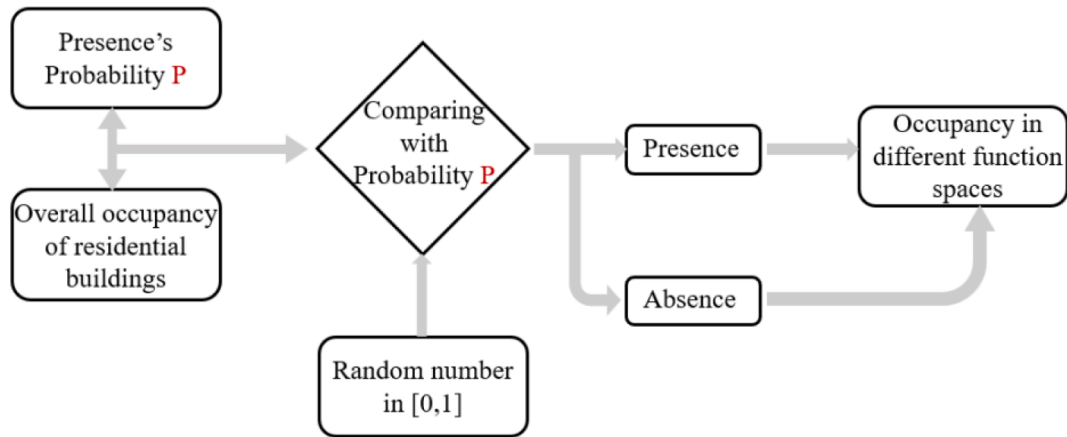 Presence's
Probability P
Overall occupancy
of residential
buildings
Comparing
with
Probability P
Random number
in [0,1]
Presence
Absence
Occupancy in
different function
spaces